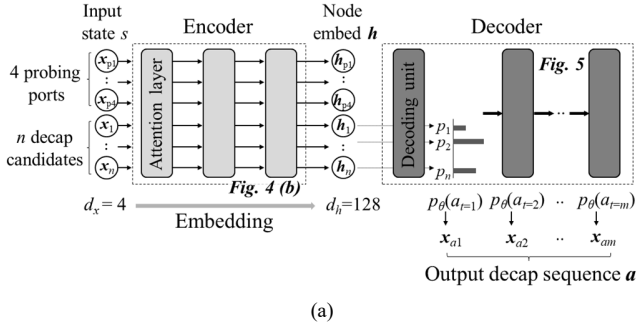 Input state s
Encoder
Node embed h
Decoder
4 probing ports
n decap candidates
x_p1
:
x_p4
x_1
:
x_n
Attention layer
h_p1
:
h_p4
h_1
:
h_n
Fig. 4 (b)
Decoding unit
p_1
p_2
:
p_n
Fig. 5
..
d_x = 4
Embedding
d_h=128
p_θ(a_t=1) p_θ(a_t=2) ·· p_θ(a_t=m)
x_a1 x_a2 ·· x_am
Output decap sequence a
(a)